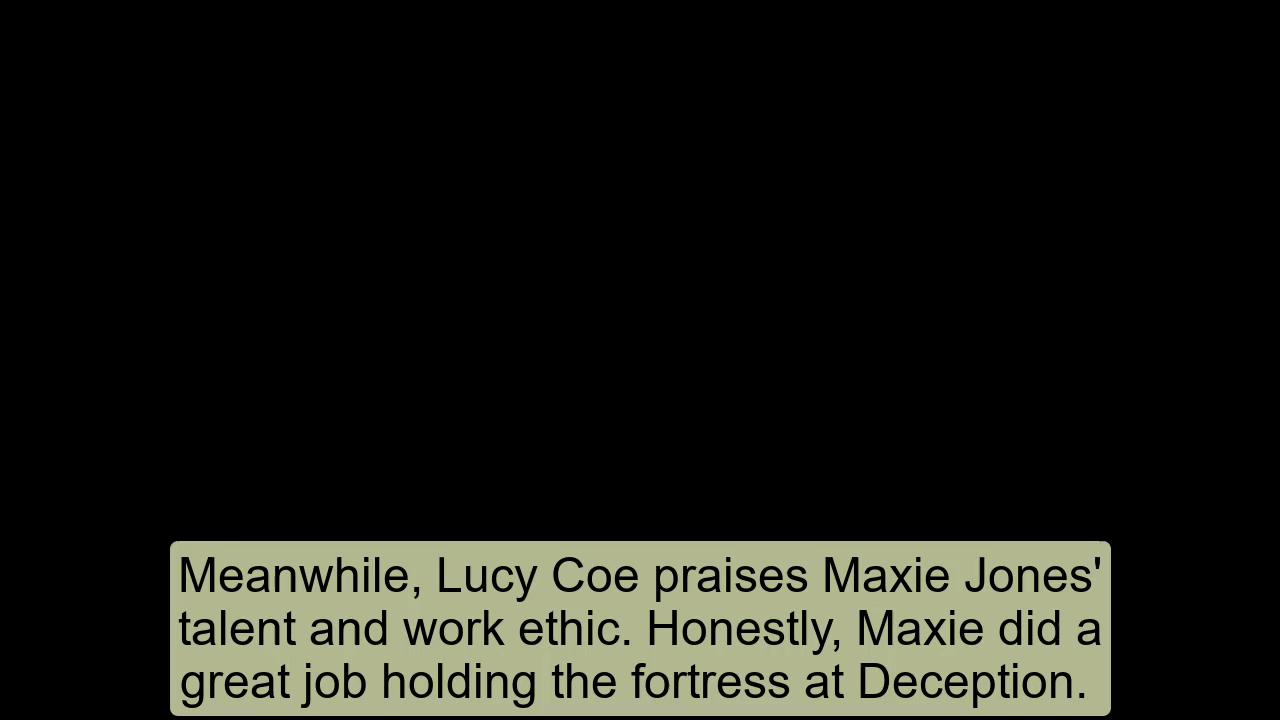 Meanwhile, Lucy Coe praises Maxie Jones'
talent and work ethic. Honestly, Maxie did a
great job holding the fortress at Deception.